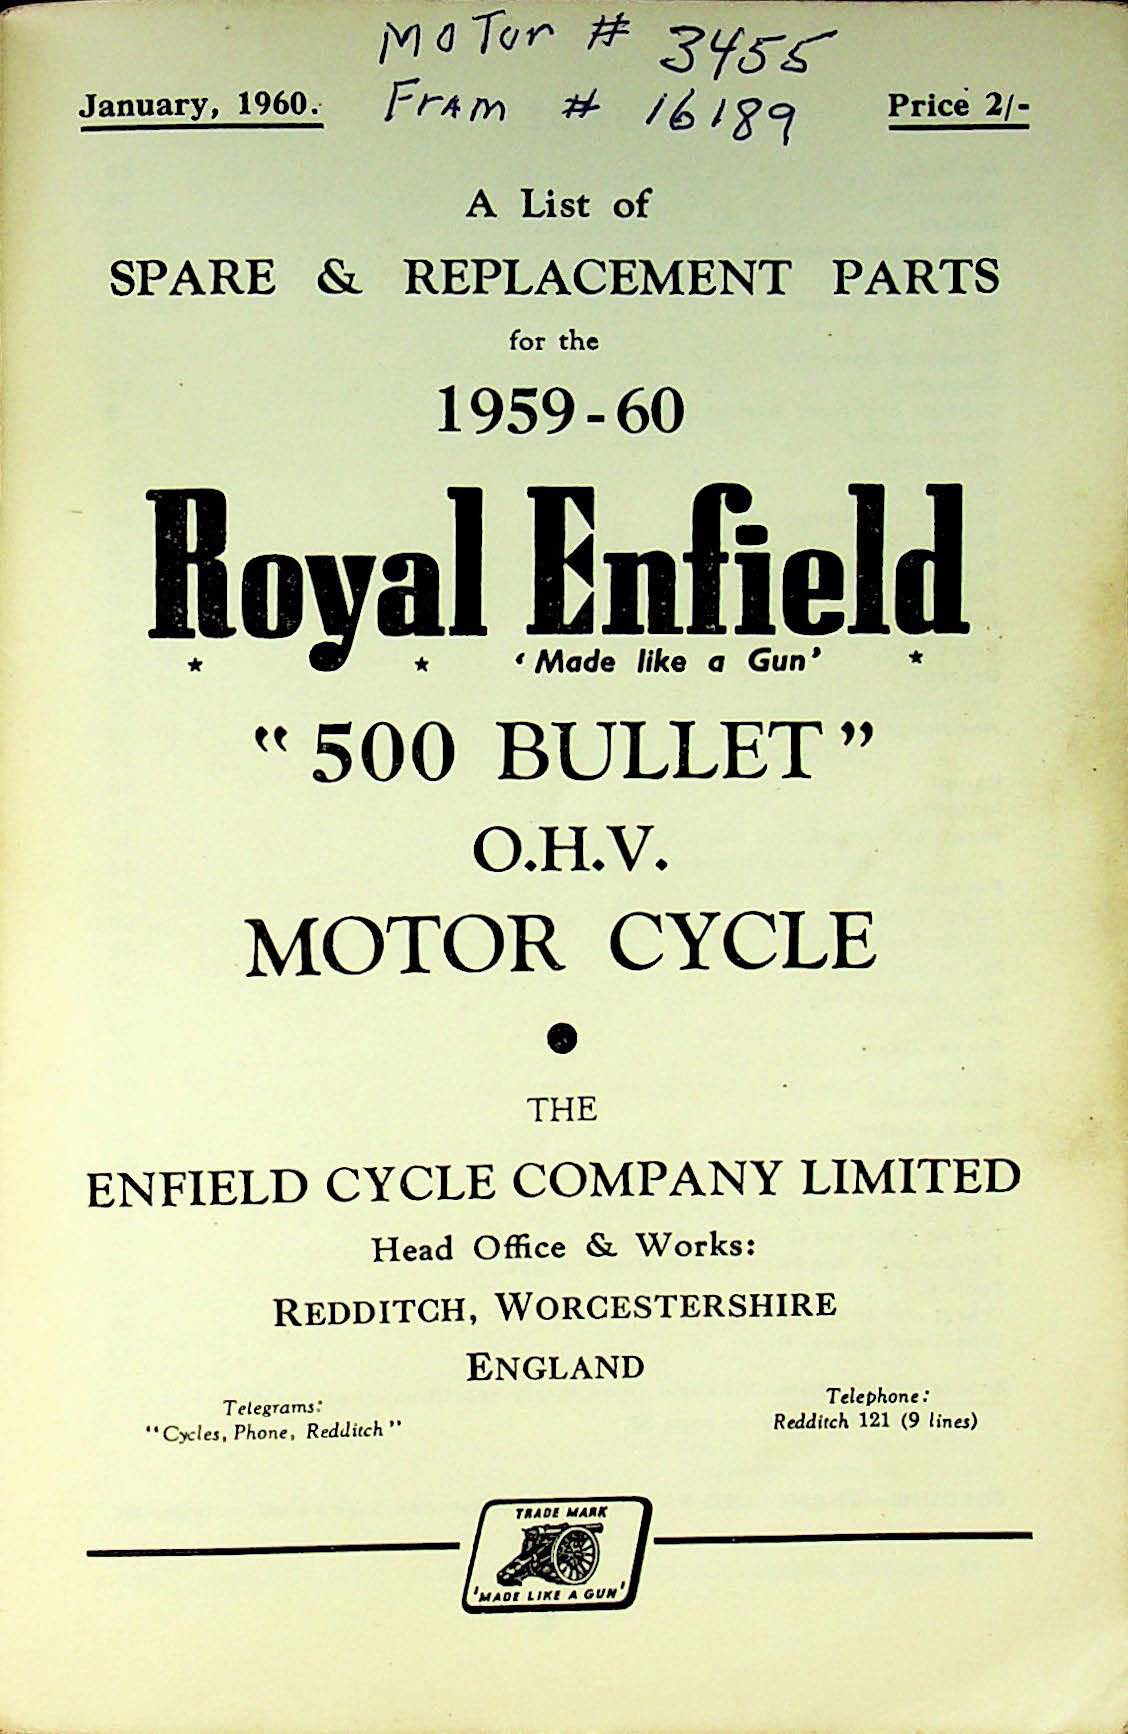 Motor # 3455
January, 1960. Fram # 16189 Price 2/-
A List of
SPARE & REPLACEMENT PARTS
for the
1959-60
Royal Enfield
‘Made like a Gun’
“500 BULLET”
O.H.V.
MOTOR CYCLE
THE
ENFIELD CYCLE COMPANY LIMITED
Head Office & Works:
REDDITCH, WORCESTERSHIRE
ENGLAND
Telegrams:
"Cycles, Phone, Redditch"
Telephone:
Redditch 121 (9 lines)
TRADE MARK
'MADE LIKE A GUN'